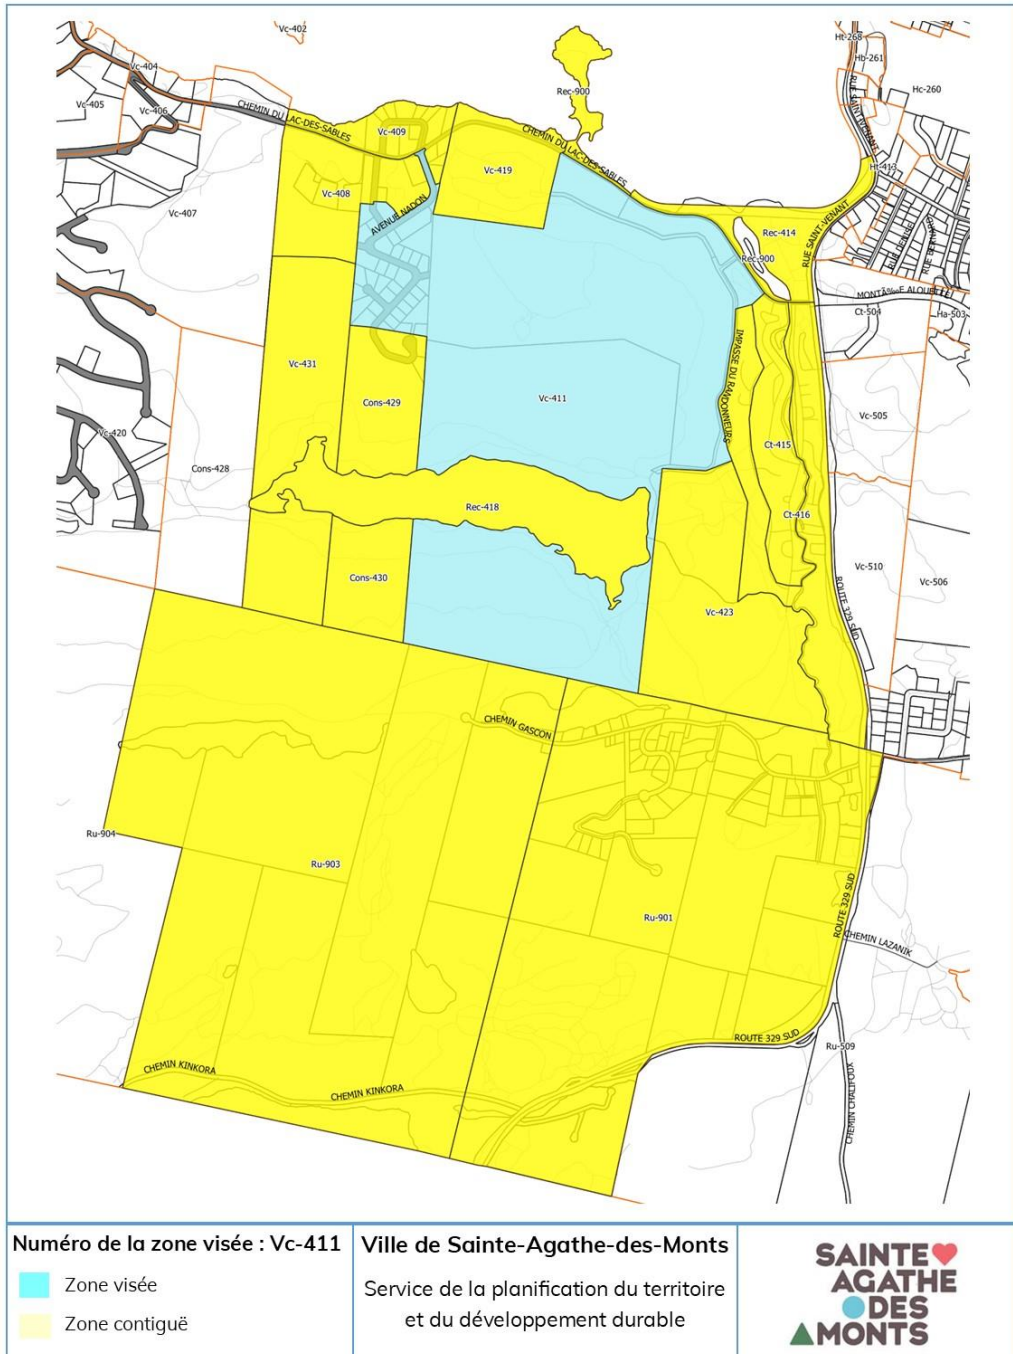 Vc-402
Ht-268
Vc-404
Hb-261
Rec-900
Hc-260
Vc-405
Vc-406
CHEMIN DU LAC-DES-SABLES
RUE SAINT-VENANT
Vc-409
CHEMIN DU LAC-DES-SABLES
Vc-419
Ht-413
Vc-408
Vc-407
AVENUE NADON
RUE SAINT-VENANT
Rec-414
RUE DENISE
Rec-900
MONTÃ‰E ALOUETTE
Ct-504
Ha-503
IMPASSE DU RANDONNEURS
Vc-431
Vc-411
Cons-429
Vc-505
Vc-420
Ct-415
Cons-428
Rec-418
Ct-416
Vc-510
Vc-506
Cons-430
ROUTE 329 SUD
Vc-423
CHEMIN GASCON
Ru-904
Ru-903
Ru-901
ROUTE 329 SUD
CHEMIN LAZANIK
ROUTE 329 SUD
Ru-509
CHEMIN KINKORA
CHEMIN KINKORA
CHEMIN CHALIFOUX
Numéro de la zone visée : Vc-411
Zone visée
Zone contiguë
Ville de Sainte-Agathe-des-Monts
Service de la planification du territoire
et du développement durable
SAINTE
AGATHE
DES
MONTS